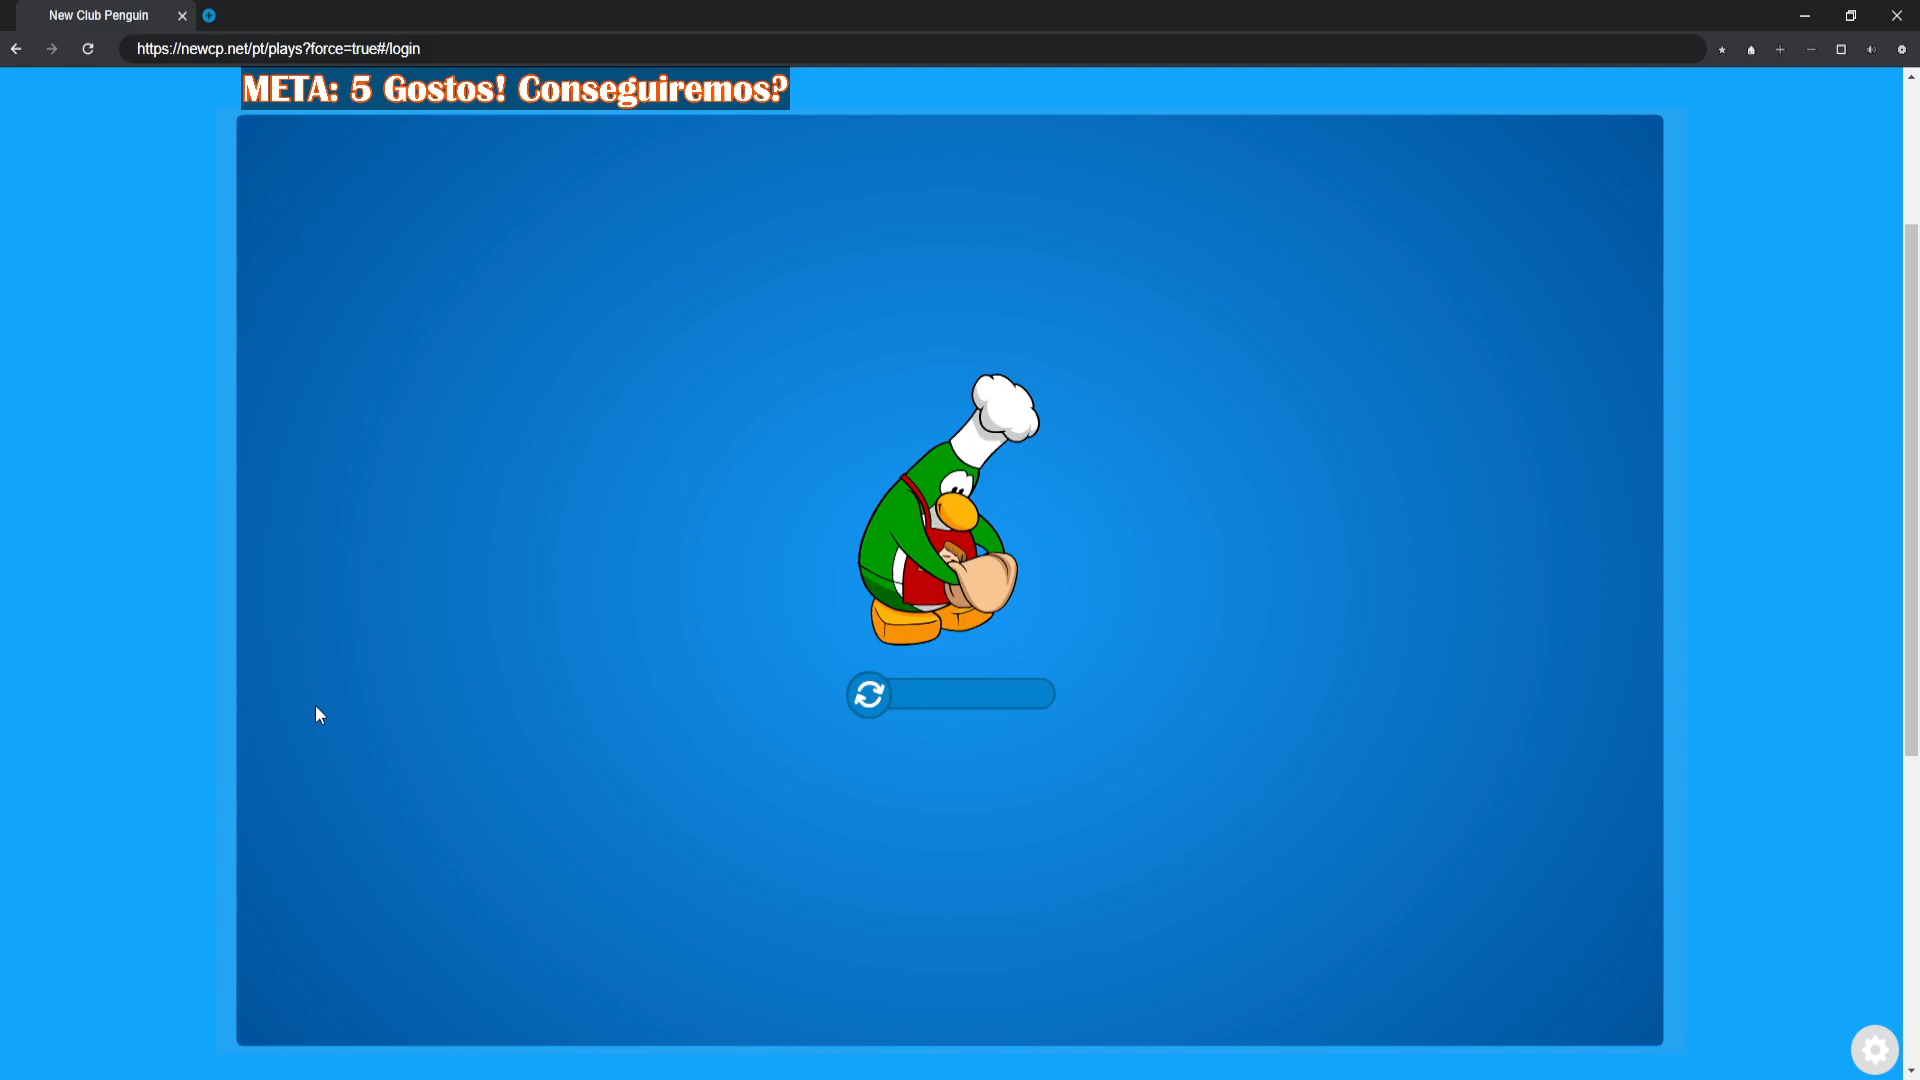 New Club Penguin
https://newcp.net/pt/plays?force=true#/login
META: 5 Gostos! Conseguiremos?